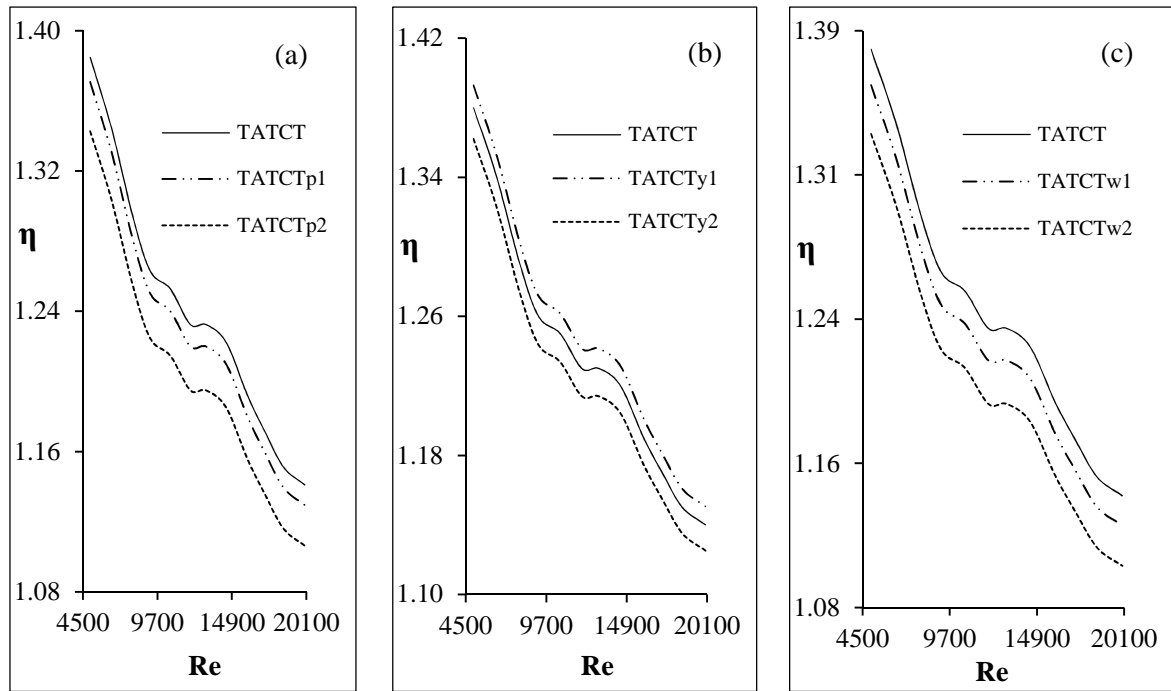 (a)
1.40
1.32
1.24
1.16
1.08
η
TATCT
TATCTp1
TATCTp2
4500 9700 14900 20100
Re
(b)
1.42
1.34
1.26
1.18
1.10
η
TATCT
TATCTy1
TATCTy2
4500 9700 14900 20100
Re
(c)
1.39
1.31
1.24
1.16
1.08
η
TATCT
TATCTw1
TATCTw2
4500 9700 14900 20100
Re